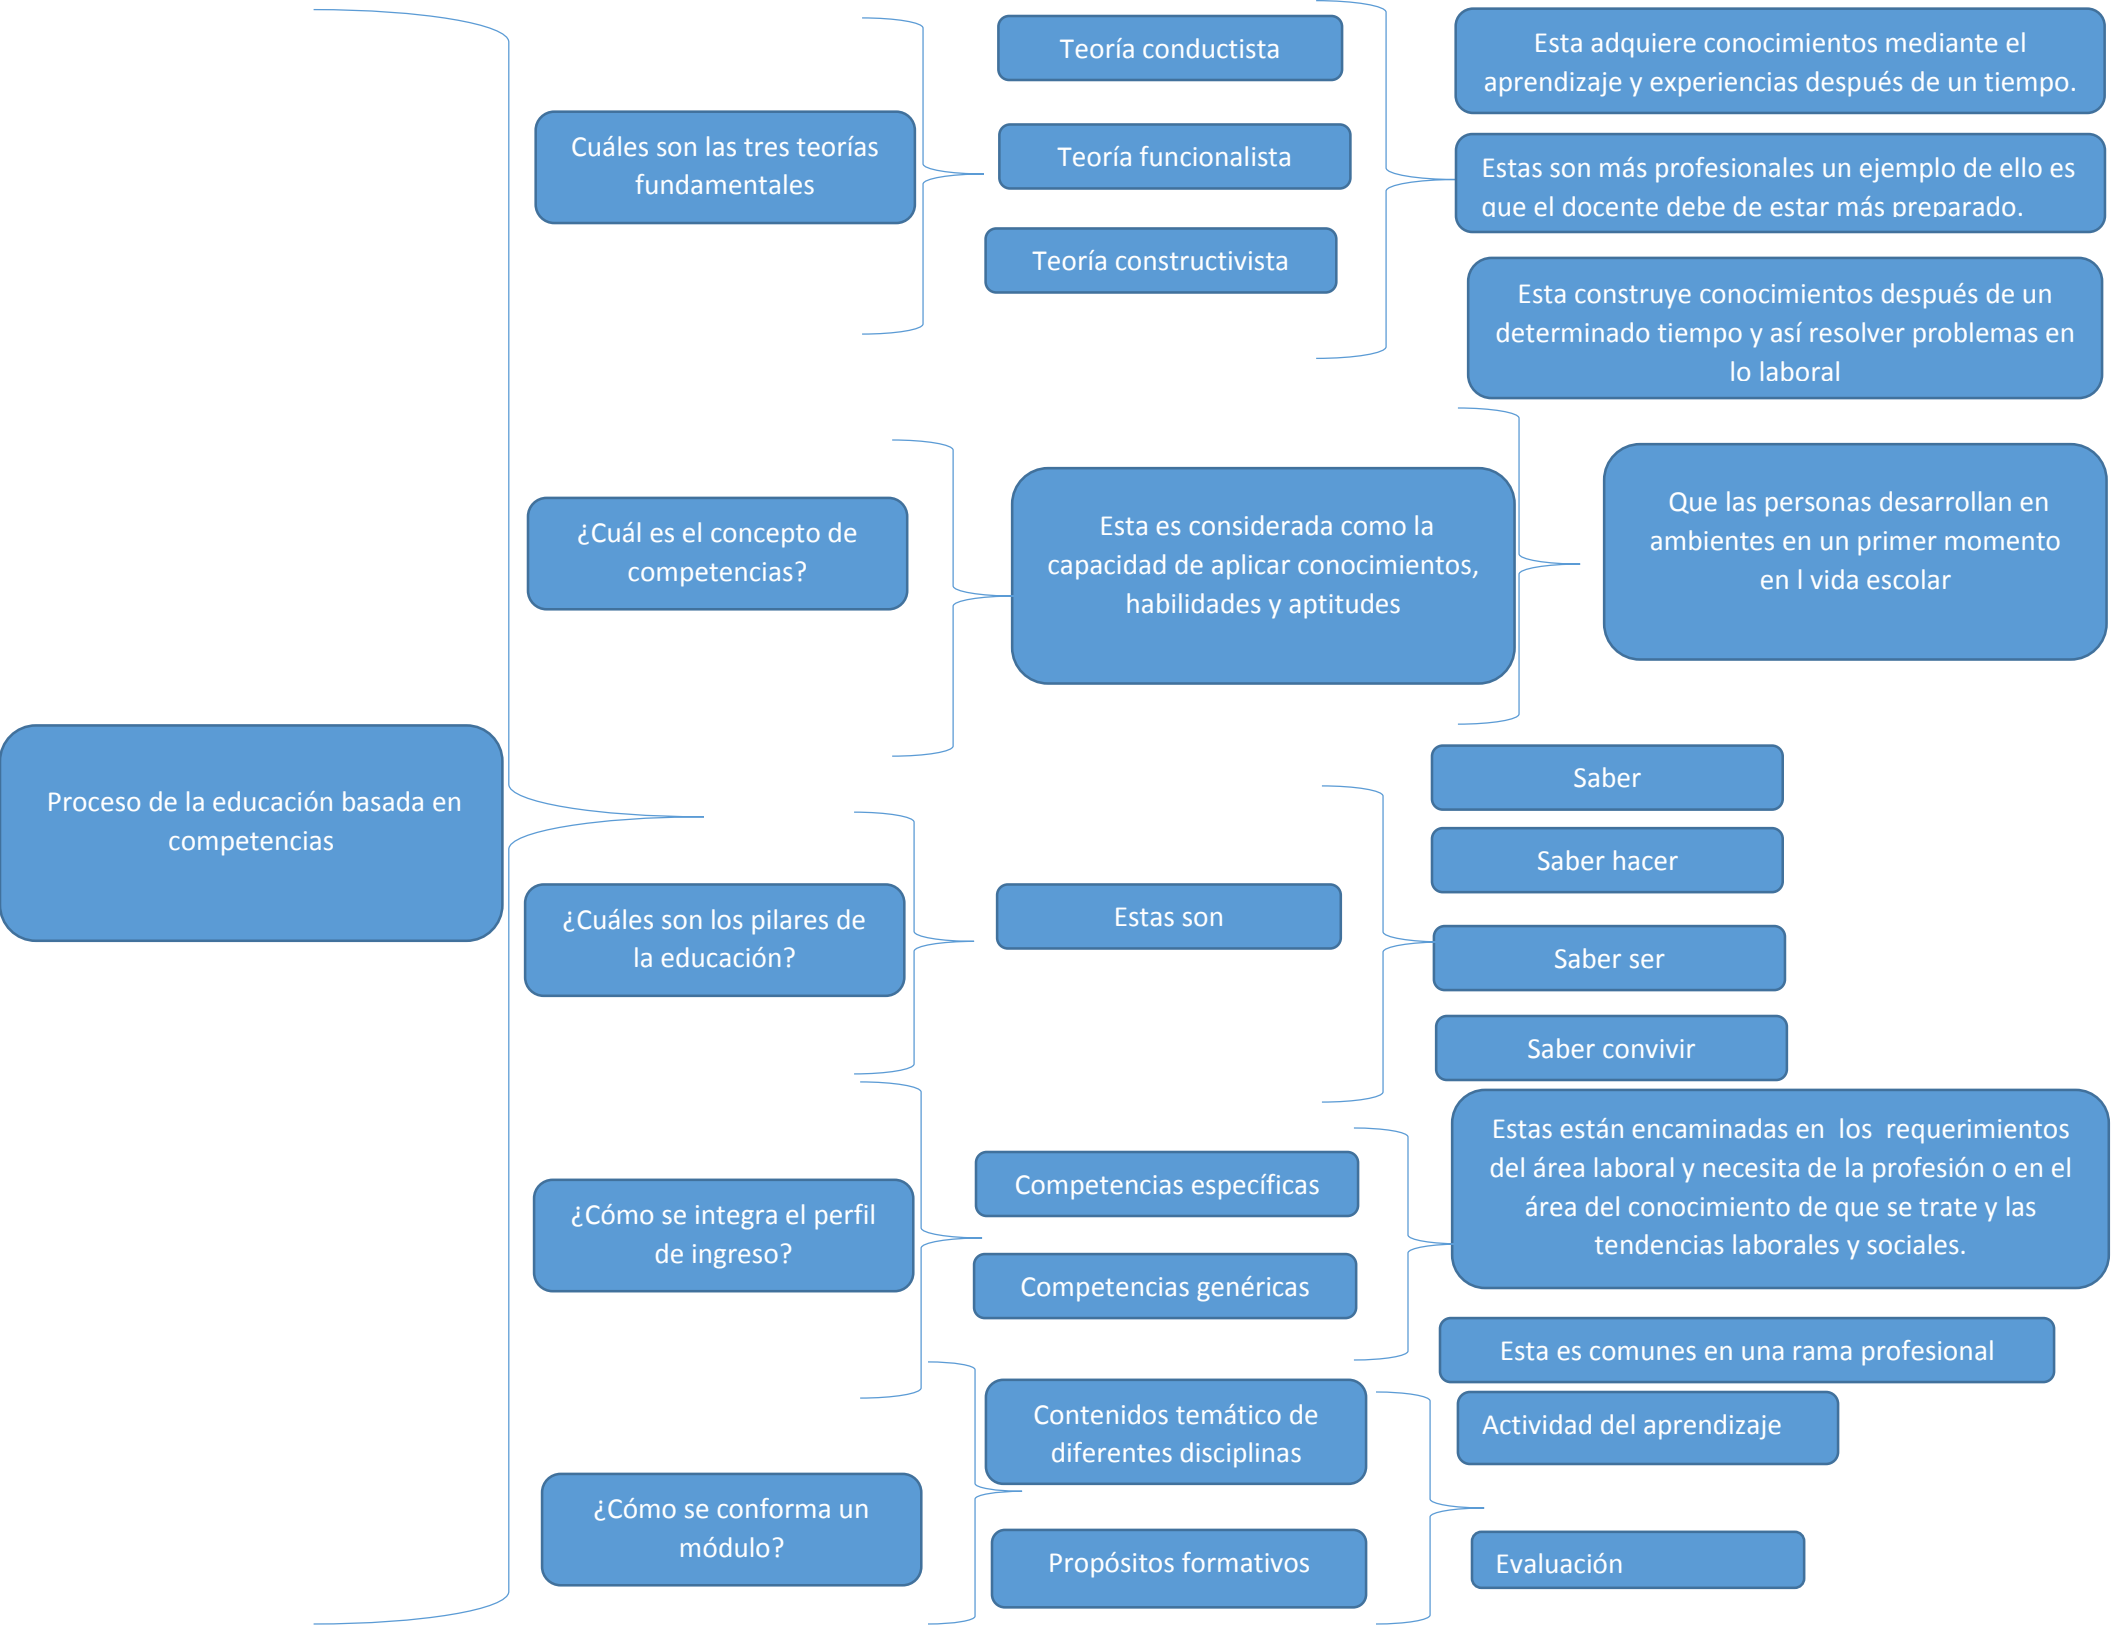 Proceso de la educación basada en
competencias
Cuáles son las tres teorías
fundamentales
Teoría conductista
Teoría funcionalista
Teoría constructivista
Esta adquiere conocimientos mediante el
aprendizaje y experiencias después de un tiempo.
Estas son más profesionales un ejemplo de ello es
que el docente debe de estar más preparado.
Esta construye conocimientos después de un
determinado tiempo y así resolver problemas en
lo laboral
¿Cuál es el concepto de
competencias?
Esta es considerada como la
capacidad de aplicar conocimientos,
habilidades y aptitudes
Que las personas desarrollan en
ambientes en un primer momento
en l vida escolar
¿Cuáles son los pilares de
la educación?
Estas son
Saber
Saber hacer
Saber ser
Saber convivir
¿Cómo se integra el perfil
de ingreso?
Competencias específicas
Competencias genéricas
Estas están encaminadas en  los  requerimientos
del área laboral y necesita de la profesión o en el
área del conocimiento de que se trate y las
tendencias laborales y sociales.
Esta es comunes en una rama profesional
¿Cómo se conforma un
módulo?
Contenidos temático de
diferentes disciplinas
Propósitos formativos
Actividad del aprendizaje
Evaluación